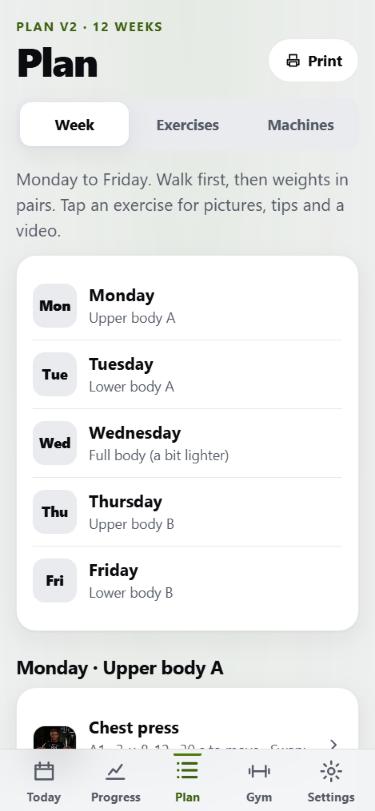 PLAN V2 · 12 WEEKS
Plan
Print
Week
Exercises
Machines
Monday to Friday. Walk first, then weights in
pairs. Tap an exercise for pictures, tips and a
video.
Mon
Monday
Upper body A
Tue
Tuesday
Lower body A
Wed
Wednesday
Full body (a bit lighter)
Thu
Thursday
Upper body B
Fri
Friday
Lower body B
Monday · Upper body A
Chest press
Today
Progress
Plan
Gym
Settings